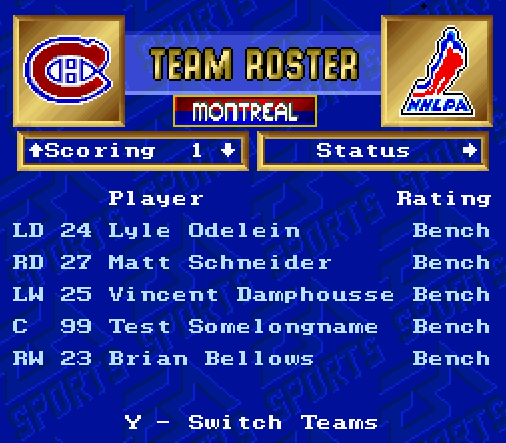 TEAM ROSTER
NHLPA
MONTREAL
Scoring 1
Status
Player Rating
LD 24 Lyle Odelein Bench
RD 27 Matt Schneider Bench
LW 25 Vincent Damphousse Bench
C 99 Test Somelongname Bench
RW 23 Brian Bellows Bench
Y - Switch Teams